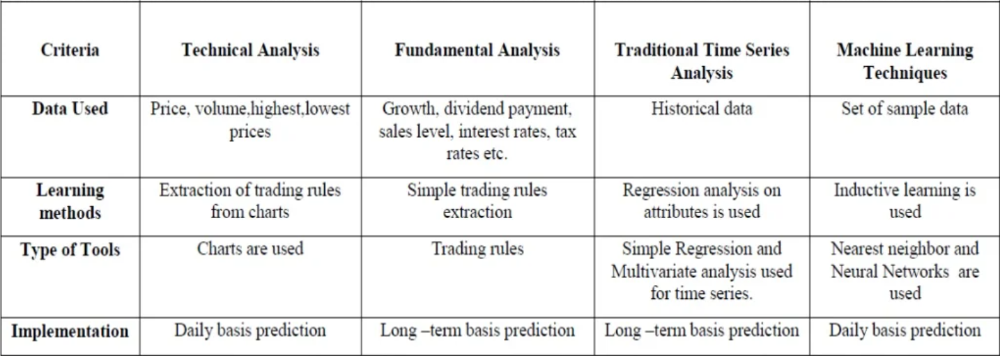 Criteria
Technical Analysis
Fundamental Analysis
Traditional Time Series
Analysis
Machine Learning
Techniques
Data Used
Price, volume,highest,lowest
prices
Growth, dividend payment,
sales level, interest rates, tax
rates etc.
Historical data
Set of sample data
Learning
methods
Extraction of trading rules
from charts
Simple trading rules
extraction
Regression analysis on
attributes is used
Inductive learning is
used
Type of Tools
Charts are used
Trading rules
Simple Regression and
Multivariate analysis used
for time series.
Nearest neighbor and
Neural Networks are
used
Implementation
Daily basis prediction
Long –term basis prediction
Long –term basis prediction
Daily basis prediction